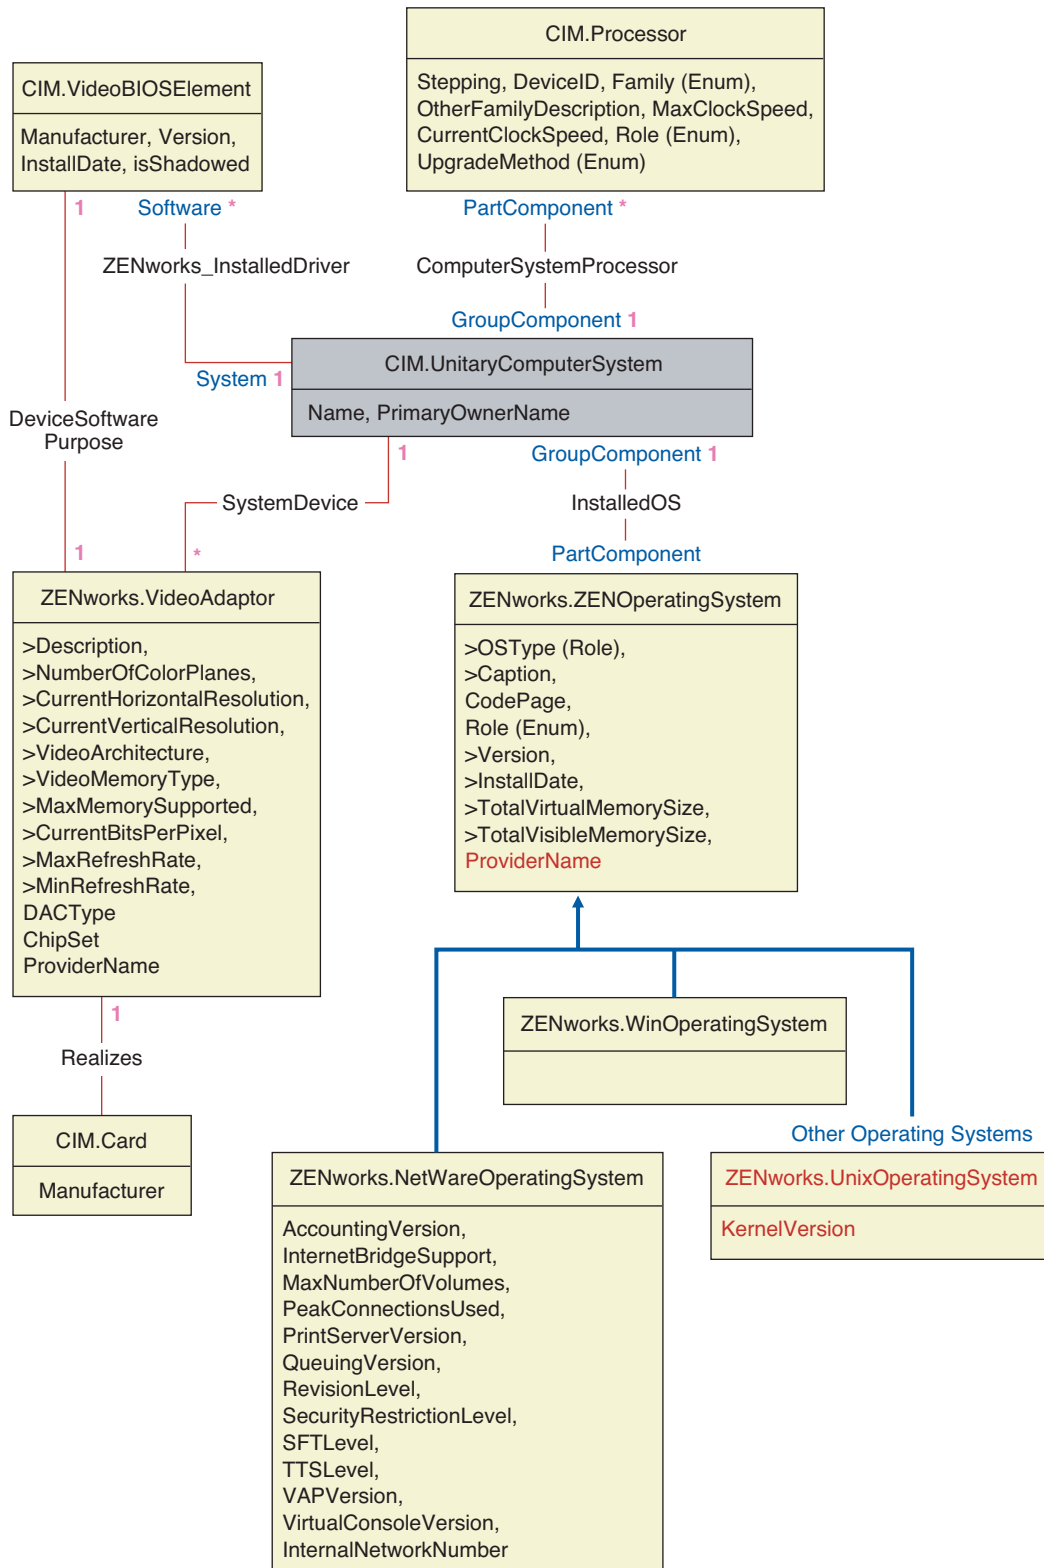 CIM.Processor
Stepping, DeviceID, Family (Enum),
OtherFamilyDescription, MaxClockSpeed,
CurrentClockSpeed, Role (Enum),
UpgradeMethod (Enum)
CIM.VideoBIOSElement
Manufacturer, Version,
InstallDate, isShadowed
1
Software *
PartComponent *
ZENworks_InstalledDriver
ComputerSystemProcessor
GroupComponent 1
System 1
CIM.UnitaryComputerSystem
Name, PrimaryOwnerName
DeviceSoftware
Purpose
1
GroupComponent 1
SystemDevice
InstalledOS
1
*
PartComponent
ZENworks.VideoAdaptor
>Description,
>NumberOfColorPlanes,
>CurrentHorizontalResolution,
>CurrentVerticalResolution,
>VideoArchitecture,
>VideoMemoryType,
>MaxMemorySupported,
>CurrentBitsPerPixel,
>MaxRefreshRate,
>MinRefreshRate,
DACType
ChipSet
ProviderName
ZENworks.ZENOperatingSystem
>OSType (Role),
>Caption,
CodePage,
Role (Enum),
>Version,
>InstallDate,
>TotalVirtualMemorySize,
>TotalVisibleMemorySize,
ProviderName
1
Realizes
CIM.Card
Manufacturer
ZENworks.WinOperatingSystem
Other Operating Systems
ZENworks.NetWareOperatingSystem
AccountingVersion,
InternetBridgeSupport,
MaxNumberOfVolumes,
PeakConnectionsUsed,
PrintServerVersion,
QueuingVersion,
RevisionLevel,
SecurityRestrictionLevel,
SFTLevel,
TTSLevel,
VAPVersion,
VirtualConsoleVersion,
InternalNetworkNumber
ZENworks.UnixOperatingSystem
KernelVersion